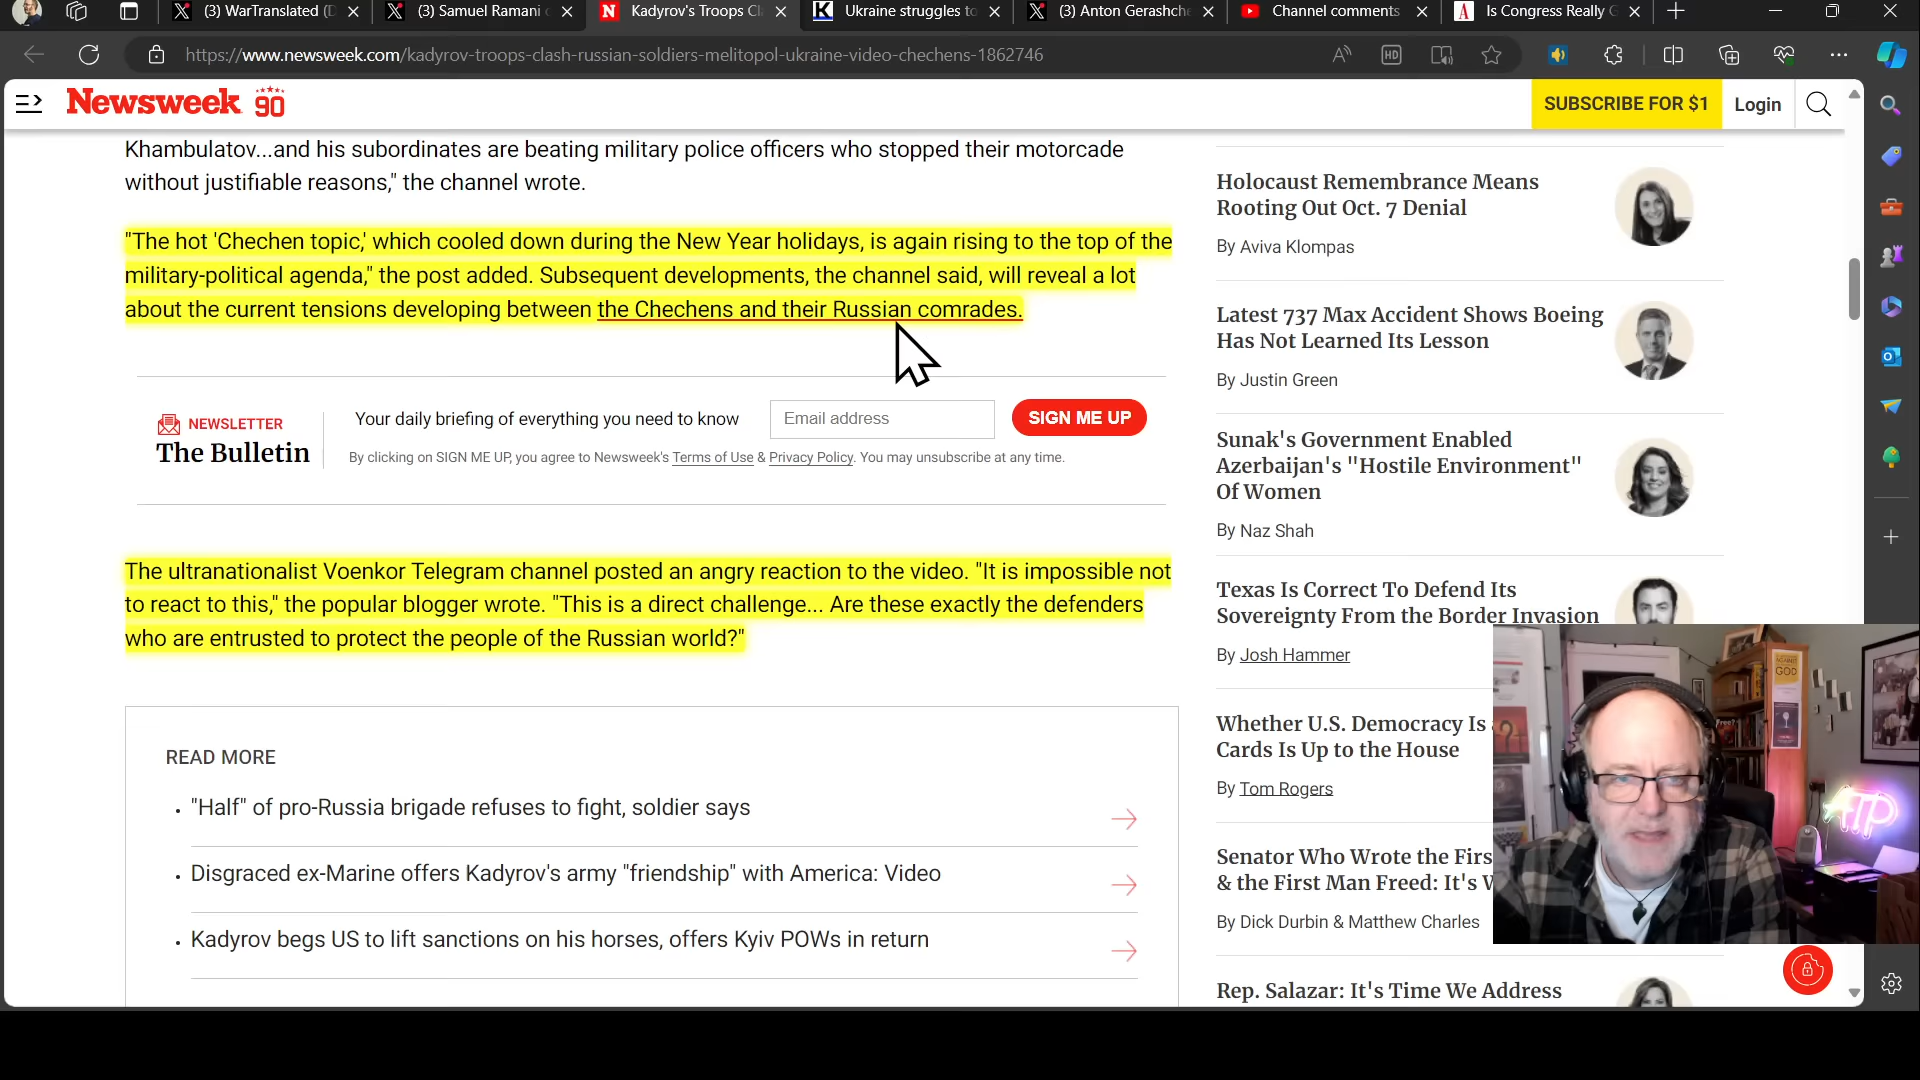 (3) WarTranslated (D
(3) Samuel Ramani
Kadyrov's Troops Cl
Ukraine struggles to
(3) Anton Gerashche
Channel comments
Is Congress Really G
https://www.newsweek.com/kadyrov-troops-clash-russian-soldiers-melitopol-ukraine-video-chechens-1862746
HD
Newsweek 90
SUBSCRIBE FOR $1
Login
Khambulatov...and his subordinates are beating military police officers who stopped their motorcade
without justifiable reasons," the channel wrote.
"The hot 'Chechen topic,' which cooled down during the New Year holidays, is again rising to the top of the
military-political agenda," the post added. Subsequent developments, the channel said, will reveal a lot
about the current tensions developing between the Chechens and their Russian comrades.
NEWSLETTER
The Bulletin
Your daily briefing of everything you need to know
Email address
SIGN ME UP
By clicking on SIGN ME UP, you agree to Newsweek's Terms of Use & Privacy Policy. You may unsubscribe at any time.
The ultranationalist Voenkor Telegram channel posted an angry reaction to the video. "It is impossible not
to react to this," the popular blogger wrote. "This is a direct challenge... Are these exactly the defenders
who are entrusted to protect the people of the Russian world?"
READ MORE
"Half" of pro-Russia brigade refuses to fight, soldier says
Disgraced ex-Marine offers Kadyrov's army "friendship" with America: Video
Kadyrov begs US to lift sanctions on his horses, offers Kyiv POWs in return
Holocaust Remembrance Means
Rooting Out Oct. 7 Denial
By Aviva Klompas
Latest 737 Max Accident Shows Boeing
Has Not Learned Its Lesson
By Justin Green
Sunak's Government Enabled
Azerbaijan's "Hostile Environment"
Of Women
By Naz Shah
Texas Is Correct To Defend Its
Sovereignty From the Border Invasion
By Josh Hammer
Whether U.S. Democracy Is
Cards Is Up to the House
By Tom Rogers
Senator Who Wrote the Firs
& the First Man Freed: It's
By Dick Durbin & Matthew Charles
Rep. Salazar: It's Time We Address
GOD
ATP